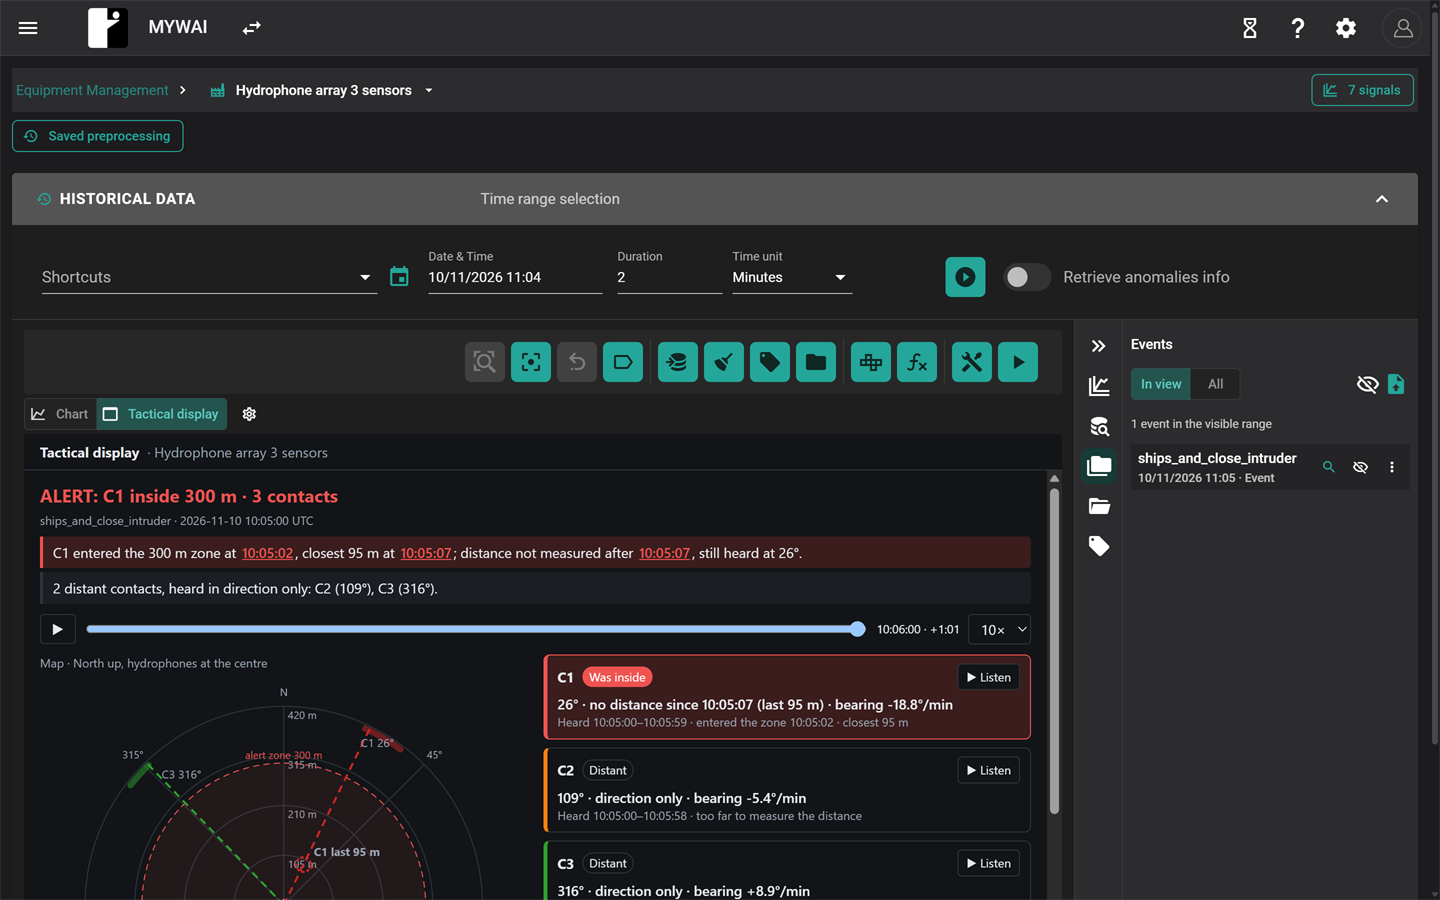 MYWAI
Equipment Management
Hydrophone array 3 sensors
7 signals
Saved preprocessing
HISTORICAL DATA
Time range selection
Shortcuts
Date & Time
10/11/2026 11:04
Duration
2
Time unit
Minutes
Retrieve anomalies info
fx
Chart
Tactical display
Tactical display · Hydrophone array 3 sensors
ALERT: C1 inside 300 m · 3 contacts
ships_and_close_intruder · 2026-11-10 10:05:00 UTC
C1 entered the 300 m zone at 10:05:02, closest 95 m at 10:05:07; distance not measured after 10:05:07, still heard at 26°.
2 distant contacts, heard in direction only: C2 (109°), C3 (316°).
10:06:00 · +1:01
10×
Map · North up, hydrophones at the centre
N
420 m
C1 26°
315°
alert zone 300 m
45°
315 m
C3 316°
210 m
C1 last 95 m
105 m
C1
Was inside
Listen
26° · no distance since 10:05:07 (last 95 m) · bearing -18.8°/min
Heard 10:05:00–10:05:59 · entered the zone 10:05:02 · closest 95 m
C2
Distant
Listen
109° · direction only · bearing -5.4°/min
Heard 10:05:00–10:05:58 · too far to measure the distance
C3
Distant
Listen
316° · direction only · bearing +8.9°/min
Events
In view
All
1 event in the visible range
ships_and_close_intruder
10/11/2026 11:05 · Event